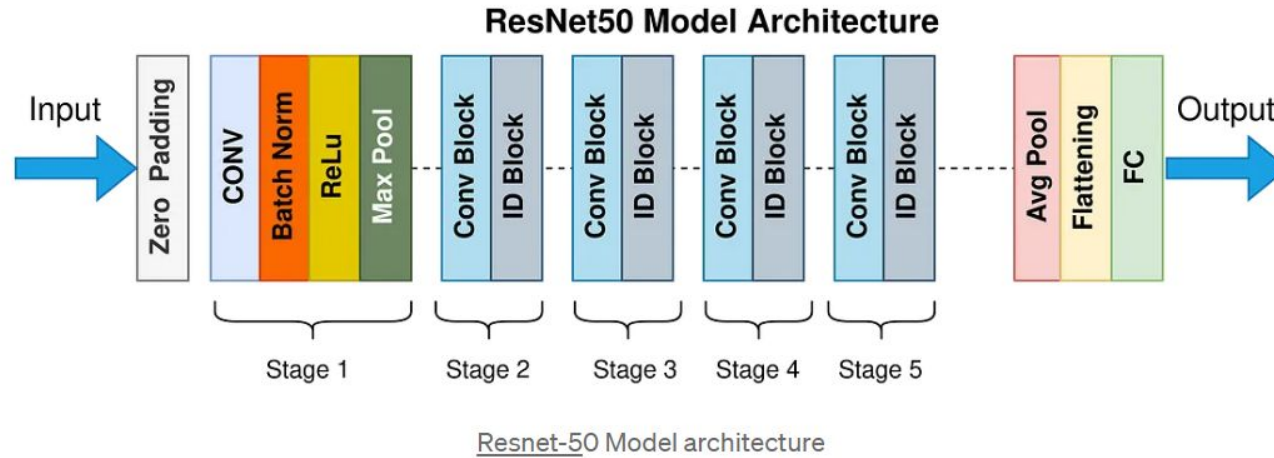 ResNet50 Model Architecture
Input
Zero Padding
CONV
Batch Norm
ReLu
Max Pool
Conv Block
ID Block
Conv Block
ID Block
Conv Block
ID Block
Conv Block
ID Block
Avg Pool
Flattening
FC
Output
Stage 1
Stage 2
Stage 3
Stage 4
Stage 5
Resnet-50 Model architecture